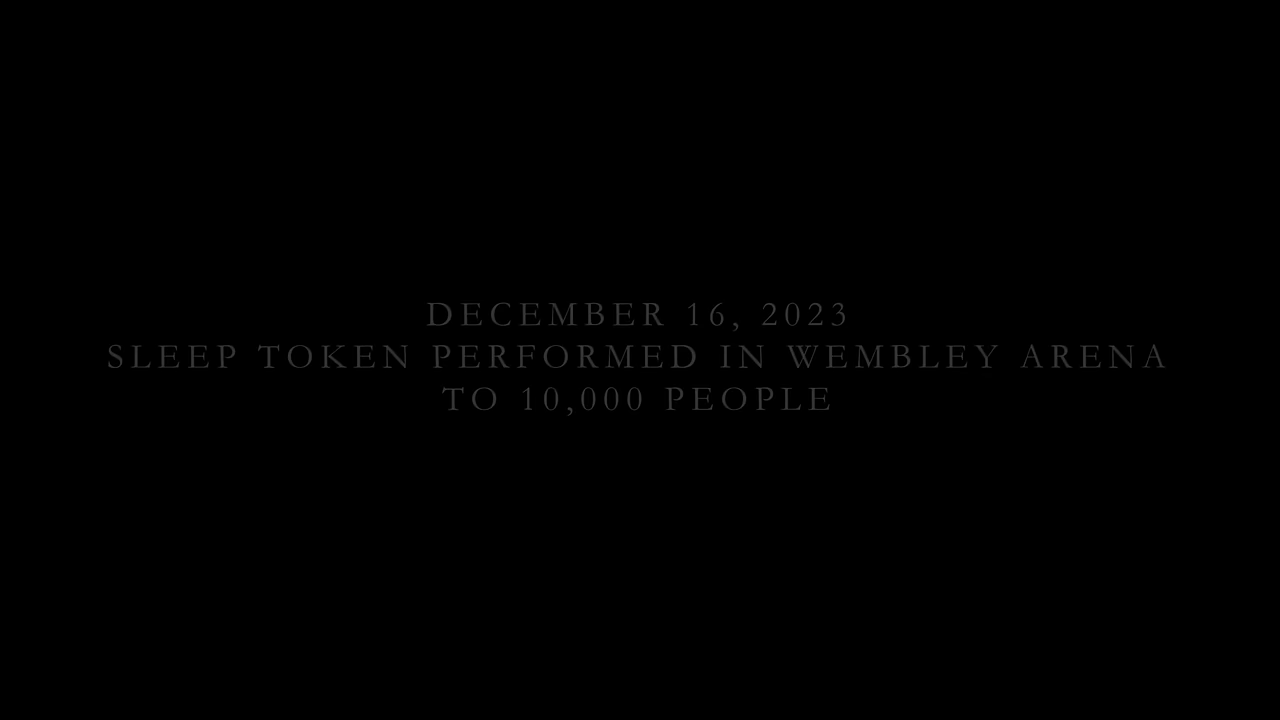 DECEMBER 16, 2023
SLEEP TOKEN PERFORMED IN WEMBLEY ARENA
TO 10,000 PEOPLE